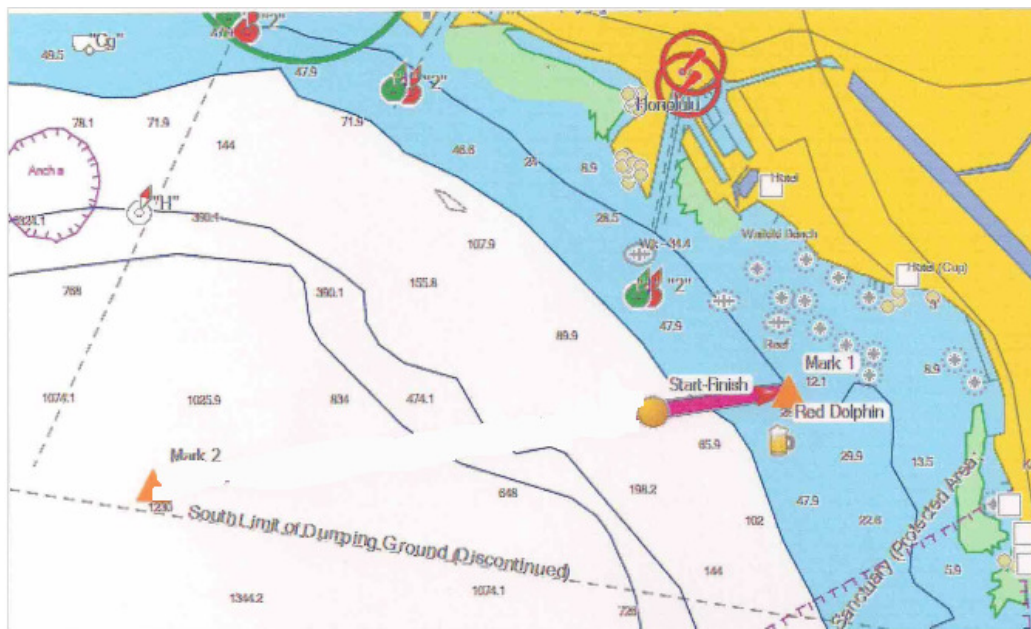 "2"
"Cg"
49.5
47.9
"2"
Honolulu
78.1
71.9
71.9
144
46.6
24
8.9
Hotel
"H"
390.1
28.5
Waikiki Beach
107.9
Wk
34.4
Hotel (Cup)
768
390.1
155.8
"2"
47.9
89.9
Reef
8.9
Mark 1
Start-Finish
12.1
1074.1
1025.9
834
474.1
Red Dolphin
65.9
Mark 2
29.9
13.5
1230
648
198.2
47.9
South Limit of Dumping Ground (Discontinued)
102
22.6
Sanctuary (Protected Area)
144
5.9
1344.2
1074.1